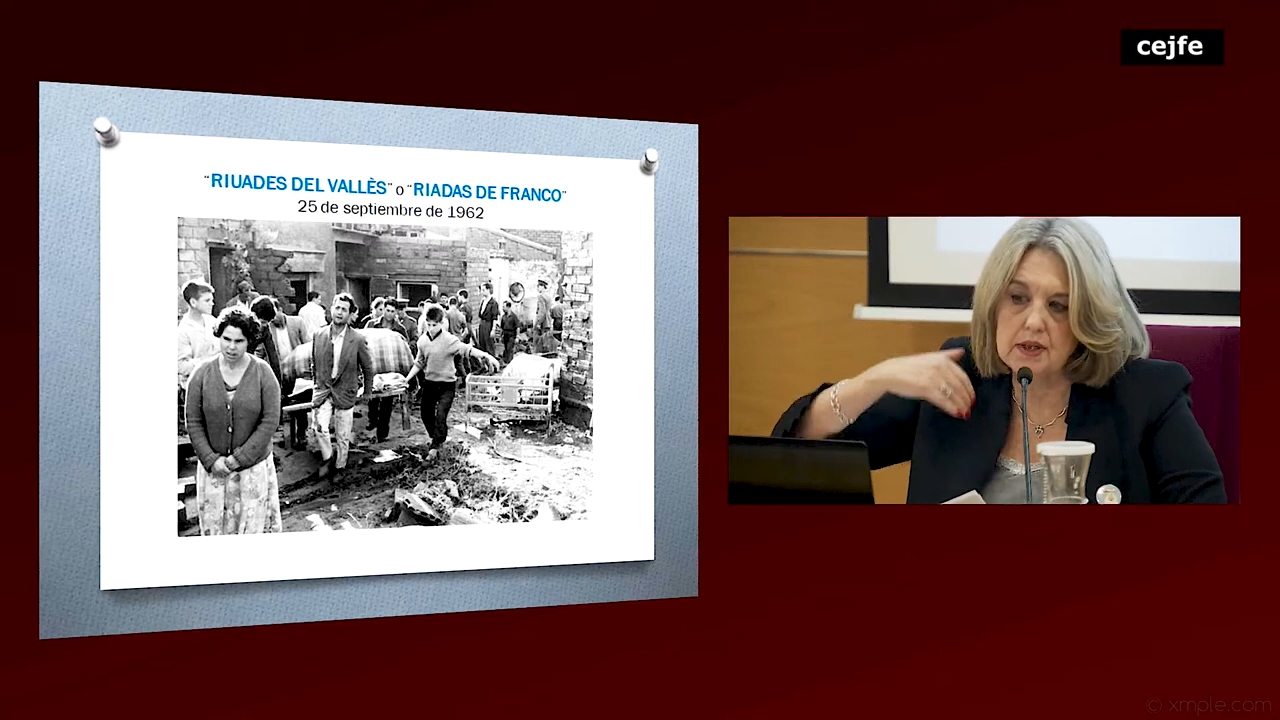 cejfe
"RIUADES DEL VALLÈS" o "RIADAS DE FRANCO"
25 de septiembre de 1962
© xmple.com